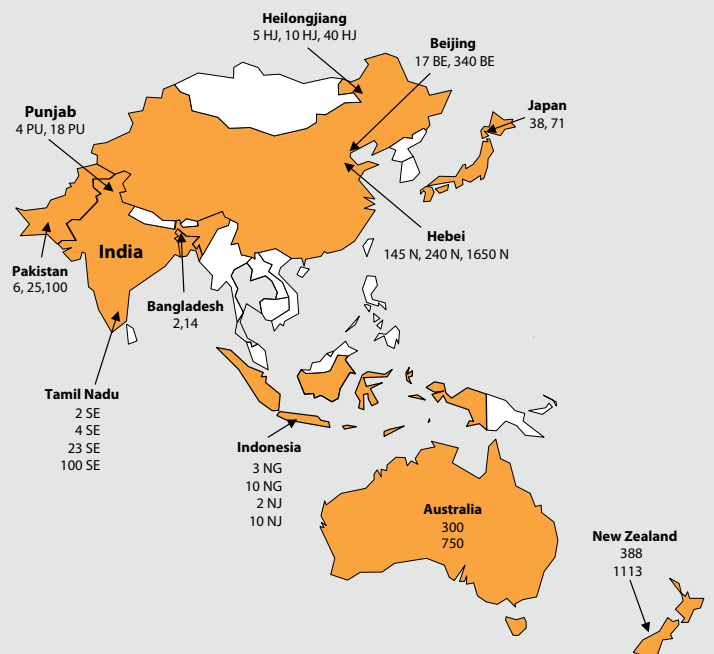 Heilongjiang
5 HJ, 10 HJ, 40 HJ
Beijing
17 BE, 340 BE
Japan
38, 71
Punjab
4 PU, 18 PU
Hebei
145 N, 240 N, 1650 N
India
Pakistan
6, 25,100
Bangladesh
2,14
Tamil Nadu
2 SE
4 SE
23 SE
100 SE
Indonesia
3 NG
10 NG
2 NJ
10 NJ
Australia
300
750
New Zealand
388
1113